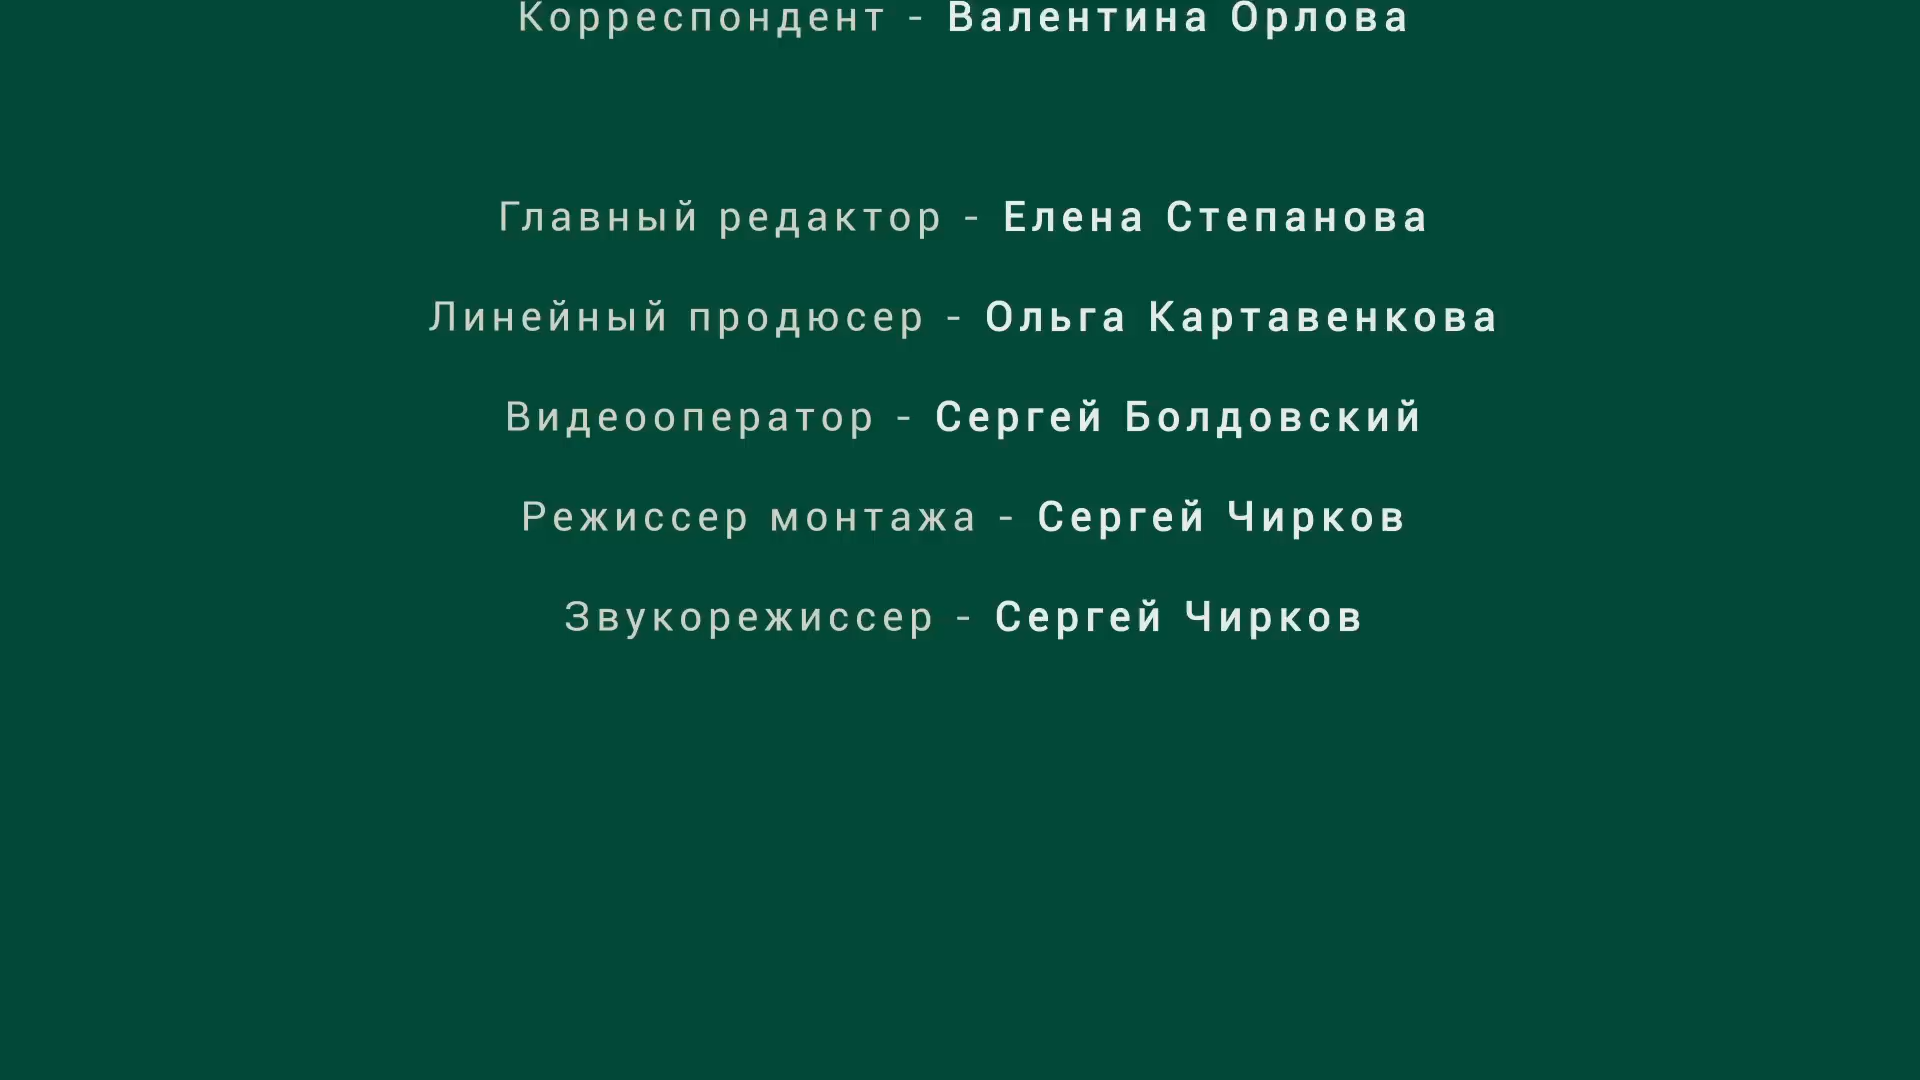 Корреспондент - Валентина Орлова
Главный редактор - Елена Степанова
Линейный продюсер - Ольга Картавенкова
Видеооператор - Сергей Болдовский
Режиссер монтажа - Сергей Чирков
Звукорежиссер - Сергей Чирков